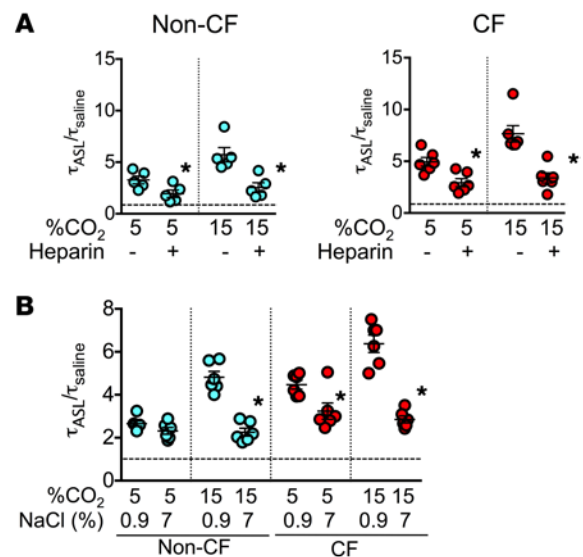 A
Non-CF
CF
τASL/τsaline
15
10
5
0
*
*
%CO2 5 5 15 15
Heparin - + - +
τASL/τsaline
15
10
5
0
*
*
5 5 15 15
- + - +
B
τASL/τsaline
8
6
4
2
0
*
*
*
%CO2 5 5 15 15 5 5 15 15
NaCl (%) 0.9 7 0.9 7 0.9 7 0.9 7
Non-CF CF